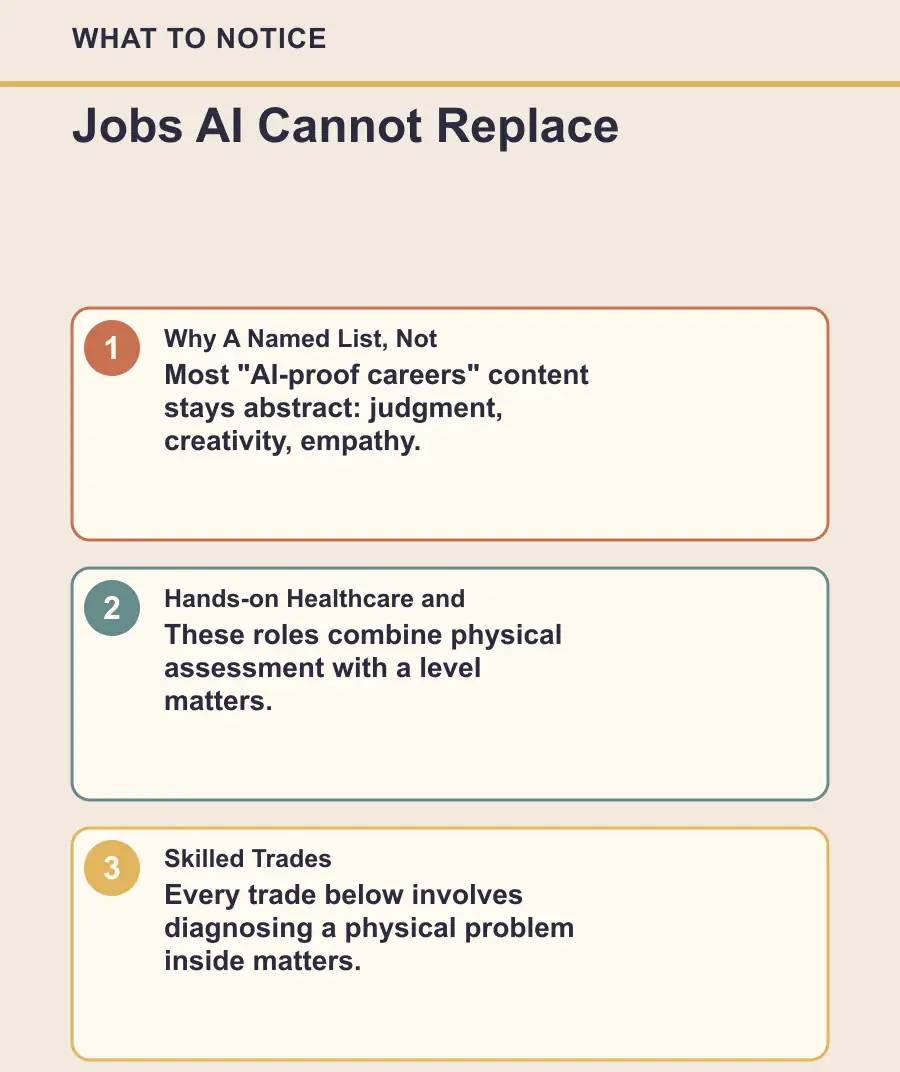 WHAT TO NOTICE
Jobs AI Cannot Replace
1
Why A Named List, Not
Most "AI-proof careers" content
stays abstract: judgment,
creativity, empathy.
2
Hands-on Healthcare and
These roles combine physical
assessment with a level
matters.
3
Skilled Trades
Every trade below involves
diagnosing a physical problem
inside matters.